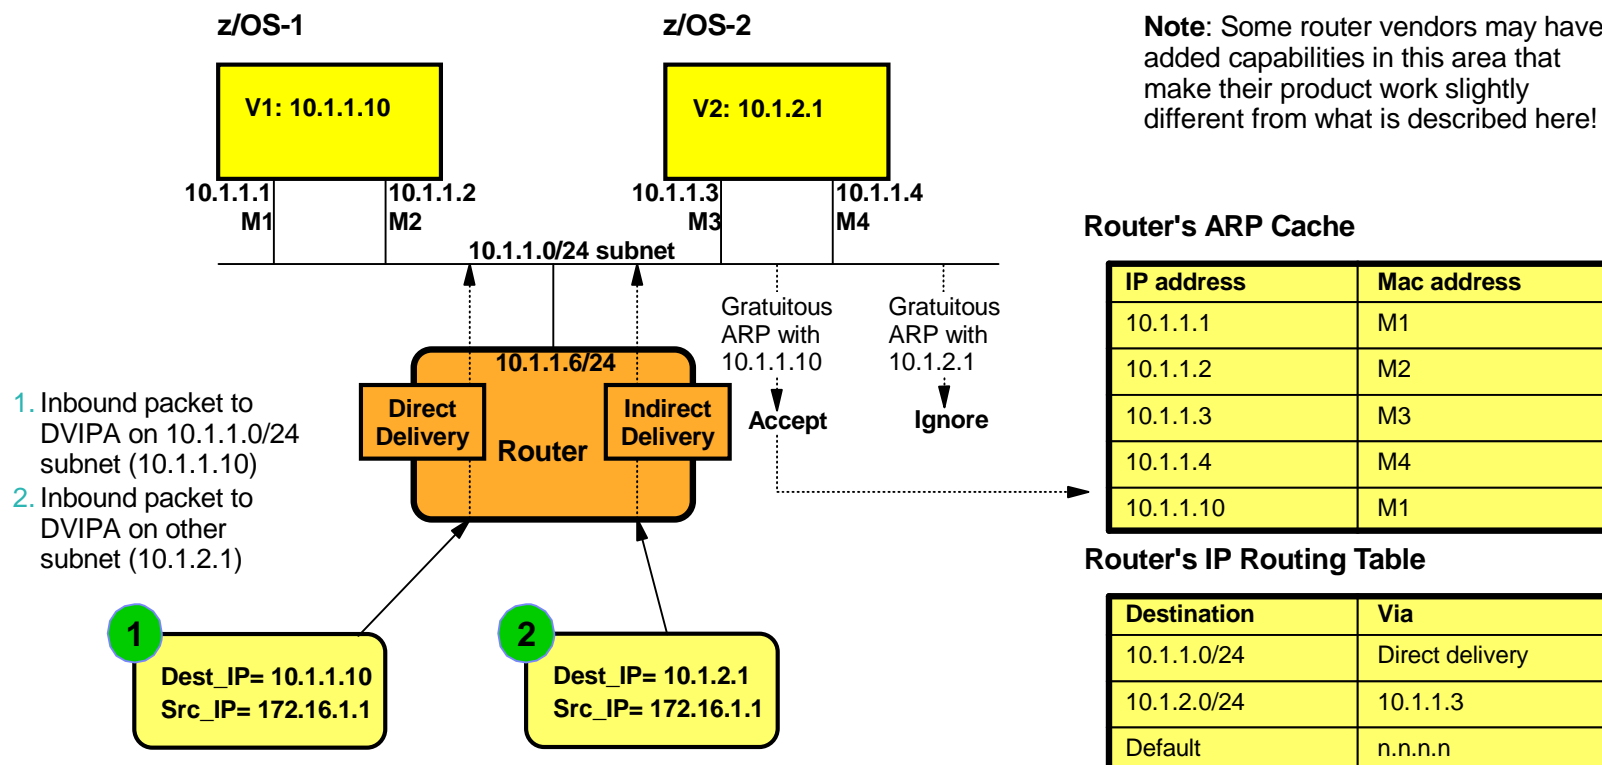 z/OS-1
z/OS-2
Note: Some router vendors may have
added capabilities in this area that
make their product work slightly
different from what is described here!
V1: 10.1.1.10
V2: 10.1.2.1
10.1.1.1
M1
10.1.1.2
M2
10.1.1.3
M3
10.1.1.4
M4
10.1.1.0/24 subnet
Gratuitous
ARP with
10.1.1.10
Accept
Gratuitous
ARP with
10.1.2.1
Ignore
10.1.1.6/24
Direct
Delivery
Router
Indirect
Delivery
1. Inbound packet to
DVIPA on 10.1.1.0/24
subnet (10.1.1.10)
2. Inbound packet to
DVIPA on other
subnet (10.1.2.1)
1
Dest_IP= 10.1.1.10
Src_IP= 172.16.1.1
2
Dest_IP= 10.1.2.1
Src_IP= 172.16.1.1
Router's ARP Cache
IP address Mac address
10.1.1.1 M1
10.1.1.2 M2
10.1.1.3 M3
10.1.1.4 M4
10.1.1.10 M1
Router's IP Routing Table
Destination Via
10.1.1.0/24 Direct delivery
10.1.2.0/24 10.1.1.3
Default n.n.n.n